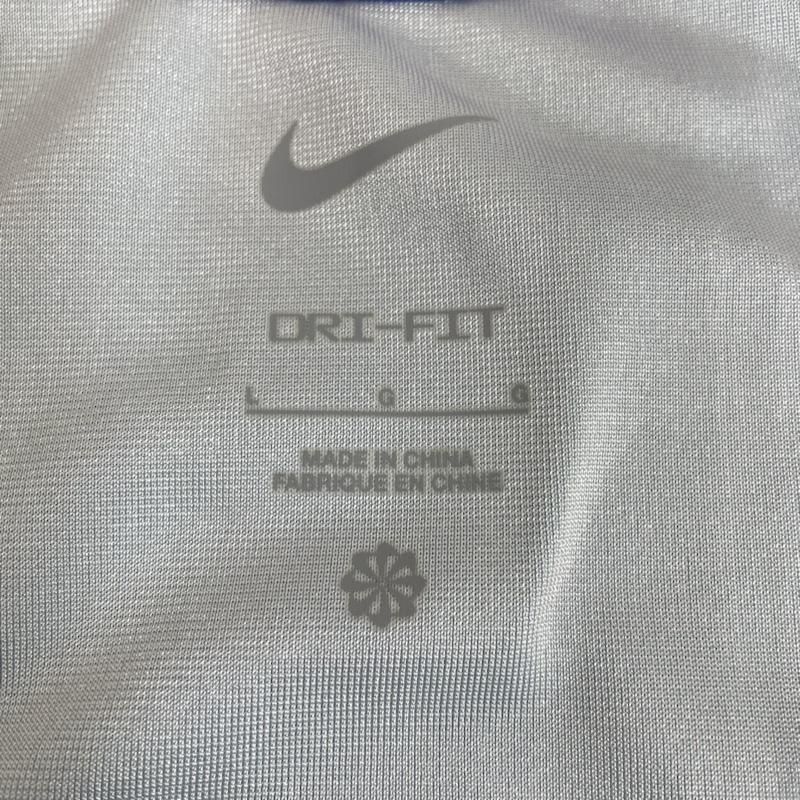 DRI-FIT
L G G
MADE IN CHINA
FABRIQUE EN CHINE